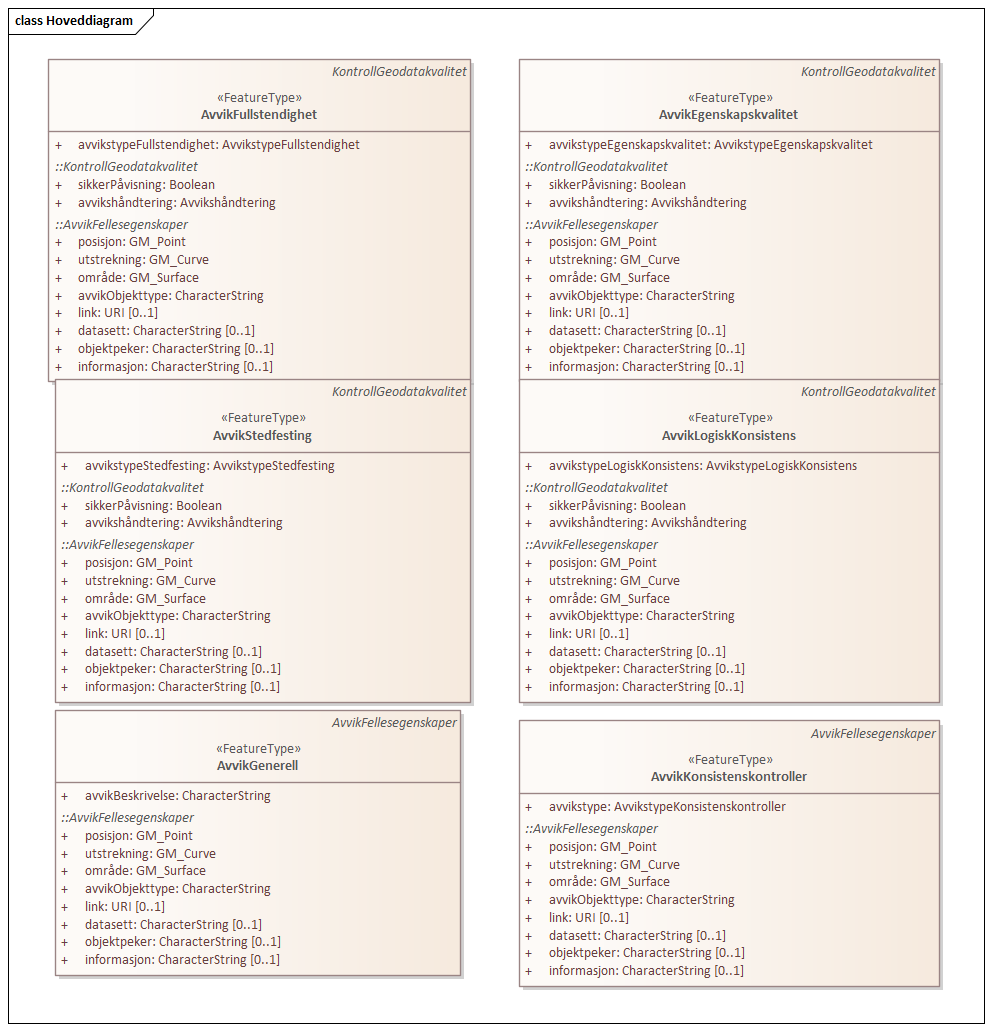 class Hoveddiagram
KontrollGeodatakvalitet
«FeatureType»
AvvikFullstendighet
+ avvikstypeFullstendighet: AvvikstypeFullstendighet
::KontrollGeodatakvalitet
+ sikkerPåvisning: Boolean
+ avvikshåndtering: Avvikshåndtering
::AvvikFellesegenskaper
+ posisjon: GM_Point
+ utstrekning: GM_Curve
+ område: GM_Surface
+ avvikObjekttype: CharacterString
+ link: URI [0..1]
+ datasett: CharacterString [0..1]
+ objektpeker: CharacterString [0..1]
+ informasjon: CharacterString [0..1]
KontrollGeodatakvalitet
«FeatureType»
AvvikEgenskapskvalitet
+ avvikstypeEgenskapskvalitet: AvvikstypeEgenskapskvalitet
::KontrollGeodatakvalitet
+ sikkerPåvisning: Boolean
+ avvikshåndtering: Avvikshåndtering
::AvvikFellesegenskaper
+ posisjon: GM_Point
+ utstrekning: GM_Curve
+ område: GM_Surface
+ avvikObjekttype: CharacterString
+ link: URI [0..1]
+ datasett: CharacterString [0..1]
+ objektpeker: CharacterString [0..1]
+ informasjon: CharacterString [0..1]
KontrollGeodatakvalitet
«FeatureType»
AvvikStedfesting
+ avvikstypeStedfesting: AvvikstypeStedfesting
::KontrollGeodatakvalitet
+ sikkerPåvisning: Boolean
+ avvikshåndtering: Avvikshåndtering
::AvvikFellesegenskaper
+ posisjon: GM_Point
+ utstrekning: GM_Curve
+ område: GM_Surface
+ avvikObjekttype: CharacterString
+ link: URI [0..1]
+ datasett: CharacterString [0..1]
+ objektpeker: CharacterString [0..1]
+ informasjon: CharacterString [0..1]
KontrollGeodatakvalitet
«FeatureType»
AvvikLogiskKonsistens
+ avvikstypeLogiskKonsistens: AvvikstypeLogiskKonsistens
::KontrollGeodatakvalitet
+ sikkerPåvisning: Boolean
+ avvikshåndtering: Avvikshåndtering
::AvvikFellesegenskaper
+ posisjon: GM_Point
+ utstrekning: GM_Curve
+ område: GM_Surface
+ avvikObjekttype: CharacterString
+ link: URI [0..1]
+ datasett: CharacterString [0..1]
+ objektpeker: CharacterString [0..1]
+ informasjon: CharacterString [0..1]
AvvikFellesegenskaper
«FeatureType»
AvvikGenerell
+ avvikBeskrivelse: CharacterString
::AvvikFellesegenskaper
+ posisjon: GM_Point
+ utstrekning: GM_Curve
+ område: GM_Surface
+ avvikObjekttype: CharacterString
+ link: URI [0..1]
+ datasett: CharacterString [0..1]
+ objektpeker: CharacterString [0..1]
+ informasjon: CharacterString [0..1]
AvvikFellesegenskaper
«FeatureType»
AvvikKonsistenskontroller
+ avvikstype: AvvikstypeKonsistenskontroller
::AvvikFellesegenskaper
+ posisjon: GM_Point
+ utstrekning: GM_Curve
+ område: GM_Surface
+ avvikObjekttype: CharacterString
+ link: URI [0..1]
+ datasett: CharacterString [0..1]
+ objektpeker: CharacterString [0..1]
+ informasjon: CharacterString [0..1]